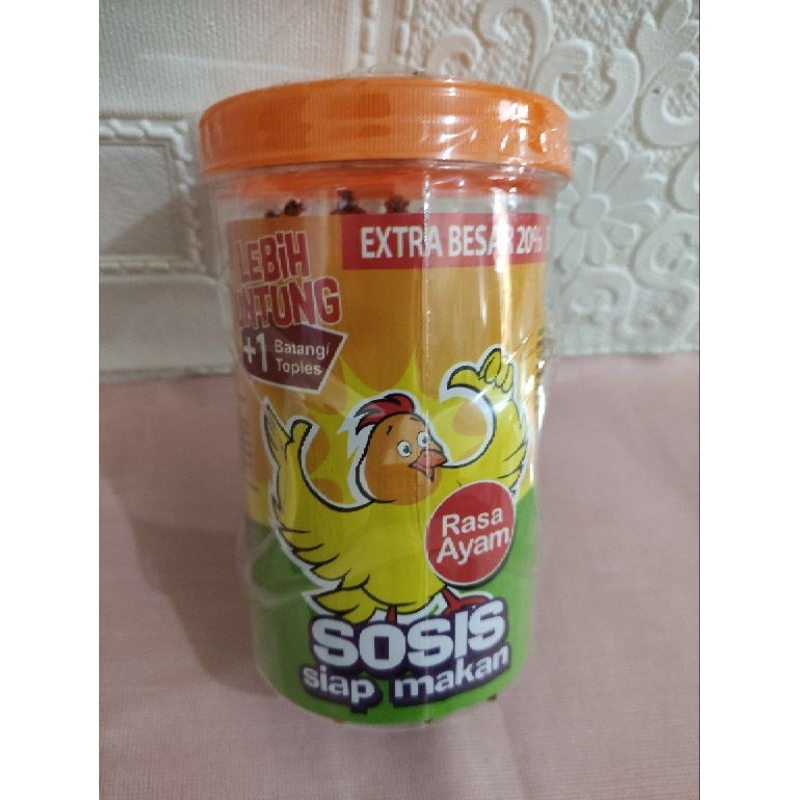 LEBiH
UNTUNG
+1 Batang/
Toples
EXTRA BESAR 20%
Rasa
Ayam
SOSIS
siap makan